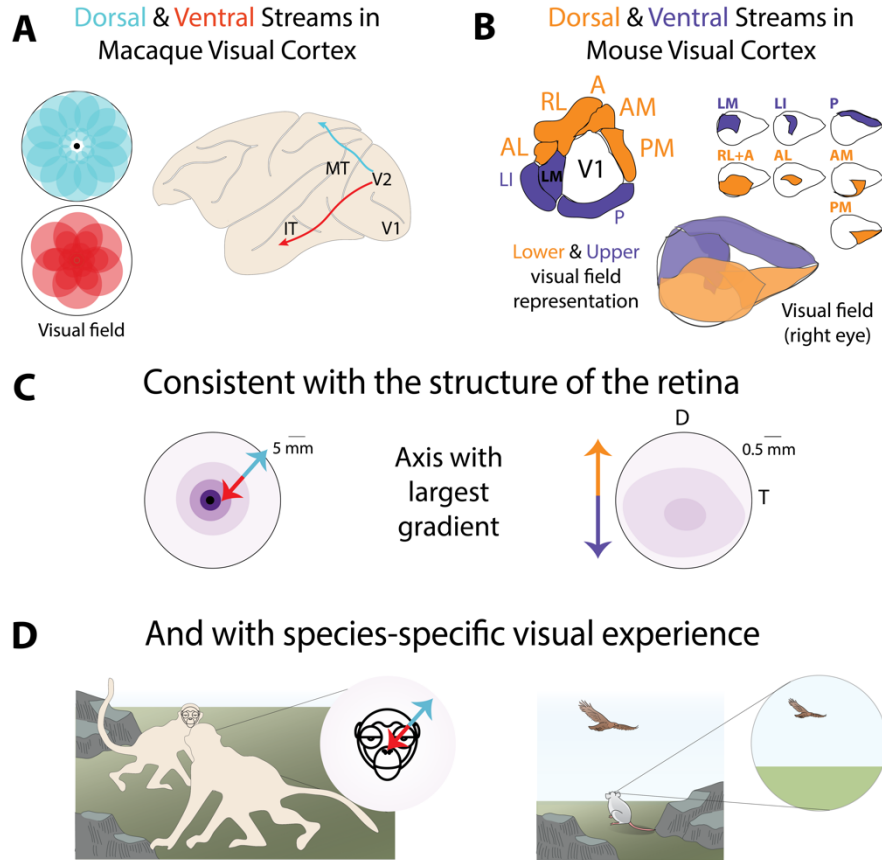 A
Dorsal & Ventral Streams in
Macaque Visual Cortex
MT
V2
IT
V1
Visual field
B
Dorsal & Ventral Streams in
Mouse Visual Cortex
A
RL
AM
AL
PM
LI
LM
V1
P
LM
LI
P
RL+A
AL
AM
PM
Lower & Upper
visual field
representation
Visual field
(right eye)
C
Consistent with the structure of the retina
5 mm
Axis with
largest
gradient
D
0.5 mm
T
D
And with species-specific visual experience